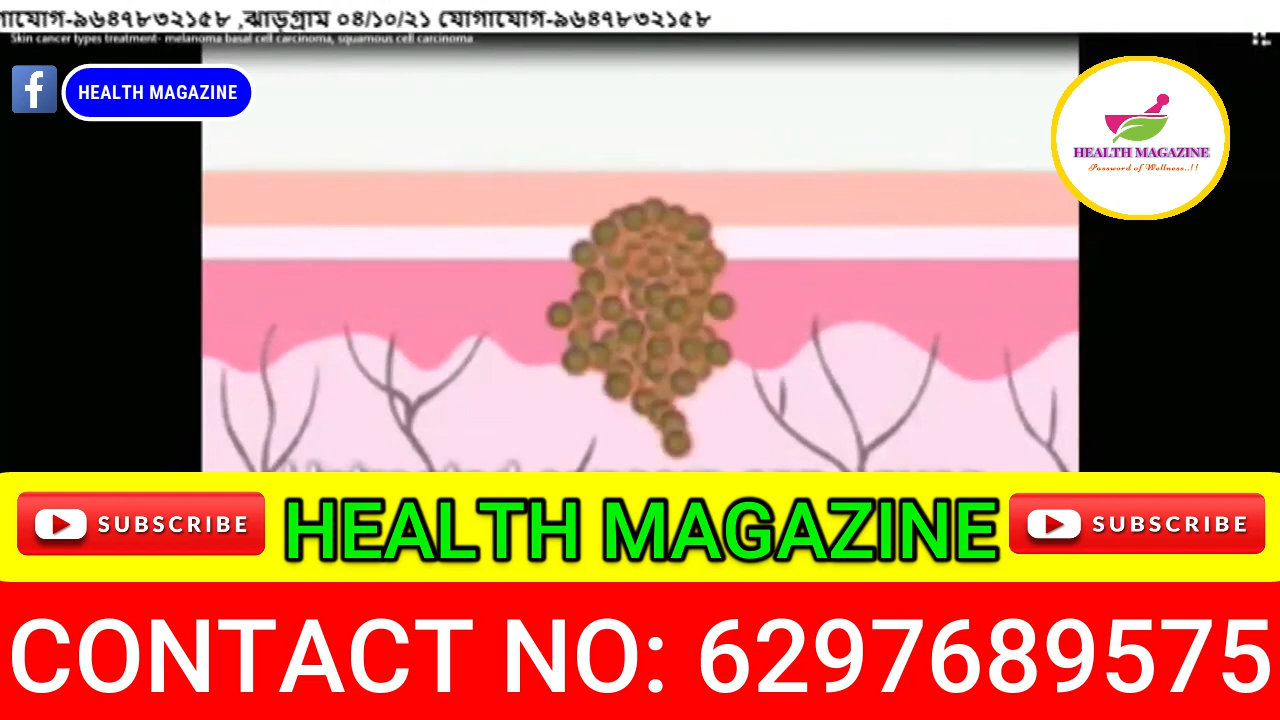 গাযোগ-৯৬৪৭৮৩২১৫৮ ,ঝাড়গ্রাম ০৪/১০/২১ যোগাযোগ-৯৬৪৭৮৩২১৫৮
Skin cancer types treatment- melanoma basal cell carcinoma, squamous cell carcinoma
f HEALTH MAGAZINE
HEALTH MAGAZINE
Password of Wellness..!!
SUBSCRIBE HEALTH MAGAZINE SUBSCRIBE
CONTACT NO: 6297689575